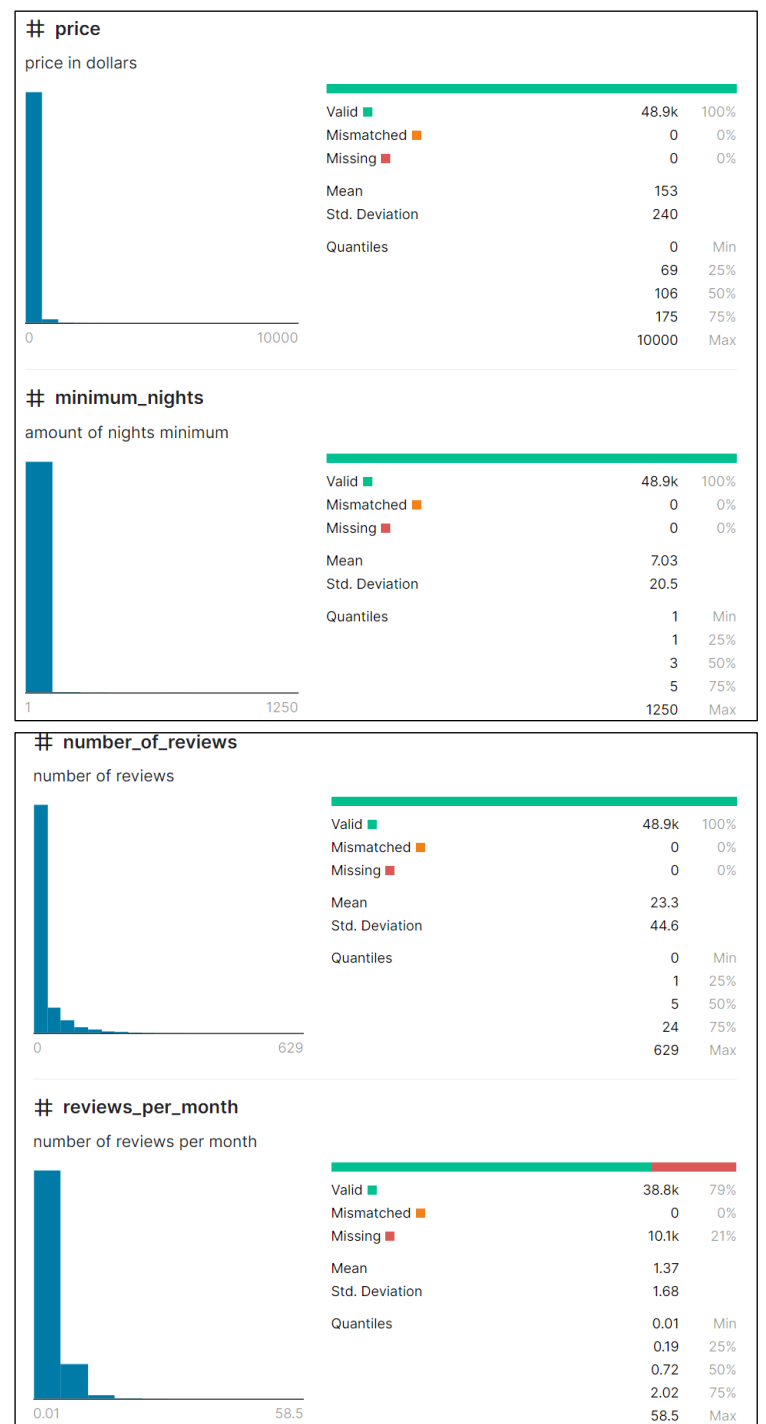 # price
price in dollars
Valid 48.9k 100%
Mismatched 0 0%
Missing 0 0%
Mean 153
Std. Deviation 240
Quantiles 0 Min
69 25%
106 50%
175 75%
10000 Max
0 10000
# minimum_nights
amount of nights minimum
Valid 48.9k 100%
Mismatched 0 0%
Missing 0 0%
Mean 7.03
Std. Deviation 20.5
Quantiles 1 Min
1 25%
3 50%
5 75%
1250 Max
1 1250
# number_of_reviews
number of reviews
Valid 48.9k 100%
Mismatched 0 0%
Missing 0 0%
Mean 23.3
Std. Deviation 44.6
Quantiles 0 Min
1 25%
5 50%
24 75%
629 Max
0 629
# reviews_per_month
number of reviews per month
Valid 38.8k 79%
Mismatched 0 0%
Missing 10.1k 21%
Mean 1.37
Std. Deviation 1.68
Quantiles 0.01 Min
0.19 25%
0.72 50%
2.02 75%
58.5 Max
0.01 58.5